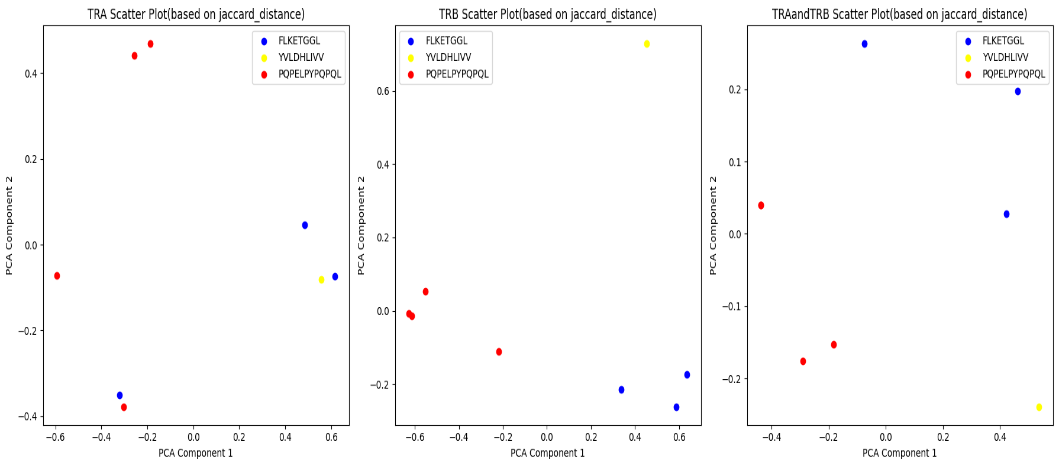 TRA Scatter Plot(based on jaccard_distance)
FLKETGGL
YVLDHLIVV
PQPELPYPQPQL
0.4
0.2
0.0
−0.2
−0.4
PCA Component 2
−0.6 −0.4 −0.2 0.0 0.2 0.4 0.6
PCA Component 1
TRB Scatter Plot(based on jaccard_distance)
FLKETGGL
YVLDHLIVV
PQPELPYPQPQL
0.6
0.4
0.2
0.0
−0.2
PCA Component 2
−0.6 −0.4 −0.2 0.0 0.2 0.4 0.6
PCA Component 1
TRAandTRB Scatter Plot(based on jaccard_distance)
FLKETGGL
YVLDHLIVV
PQPELPYPQPQL
0.2
0.1
0.0
−0.1
−0.2
PCA Component 2
−0.4 −0.2 0.0 0.2 0.4
PCA Component 1